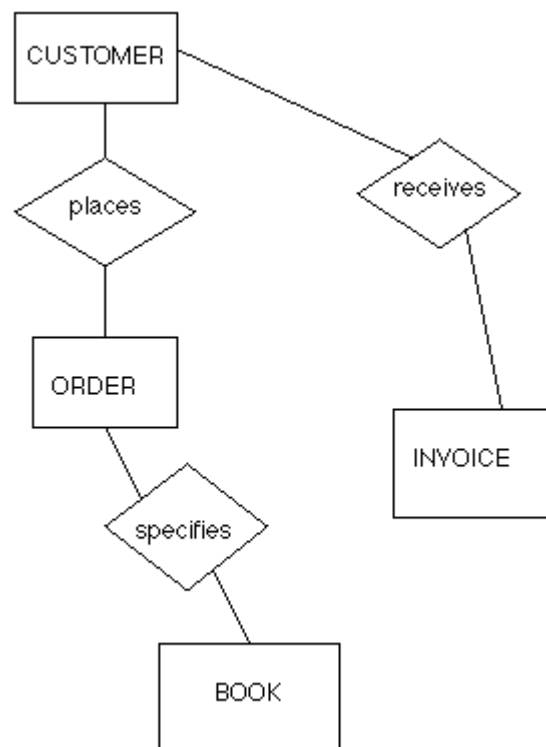 CUSTOMER
receives
places
ORDER
INVOICE
specifies
BOOK